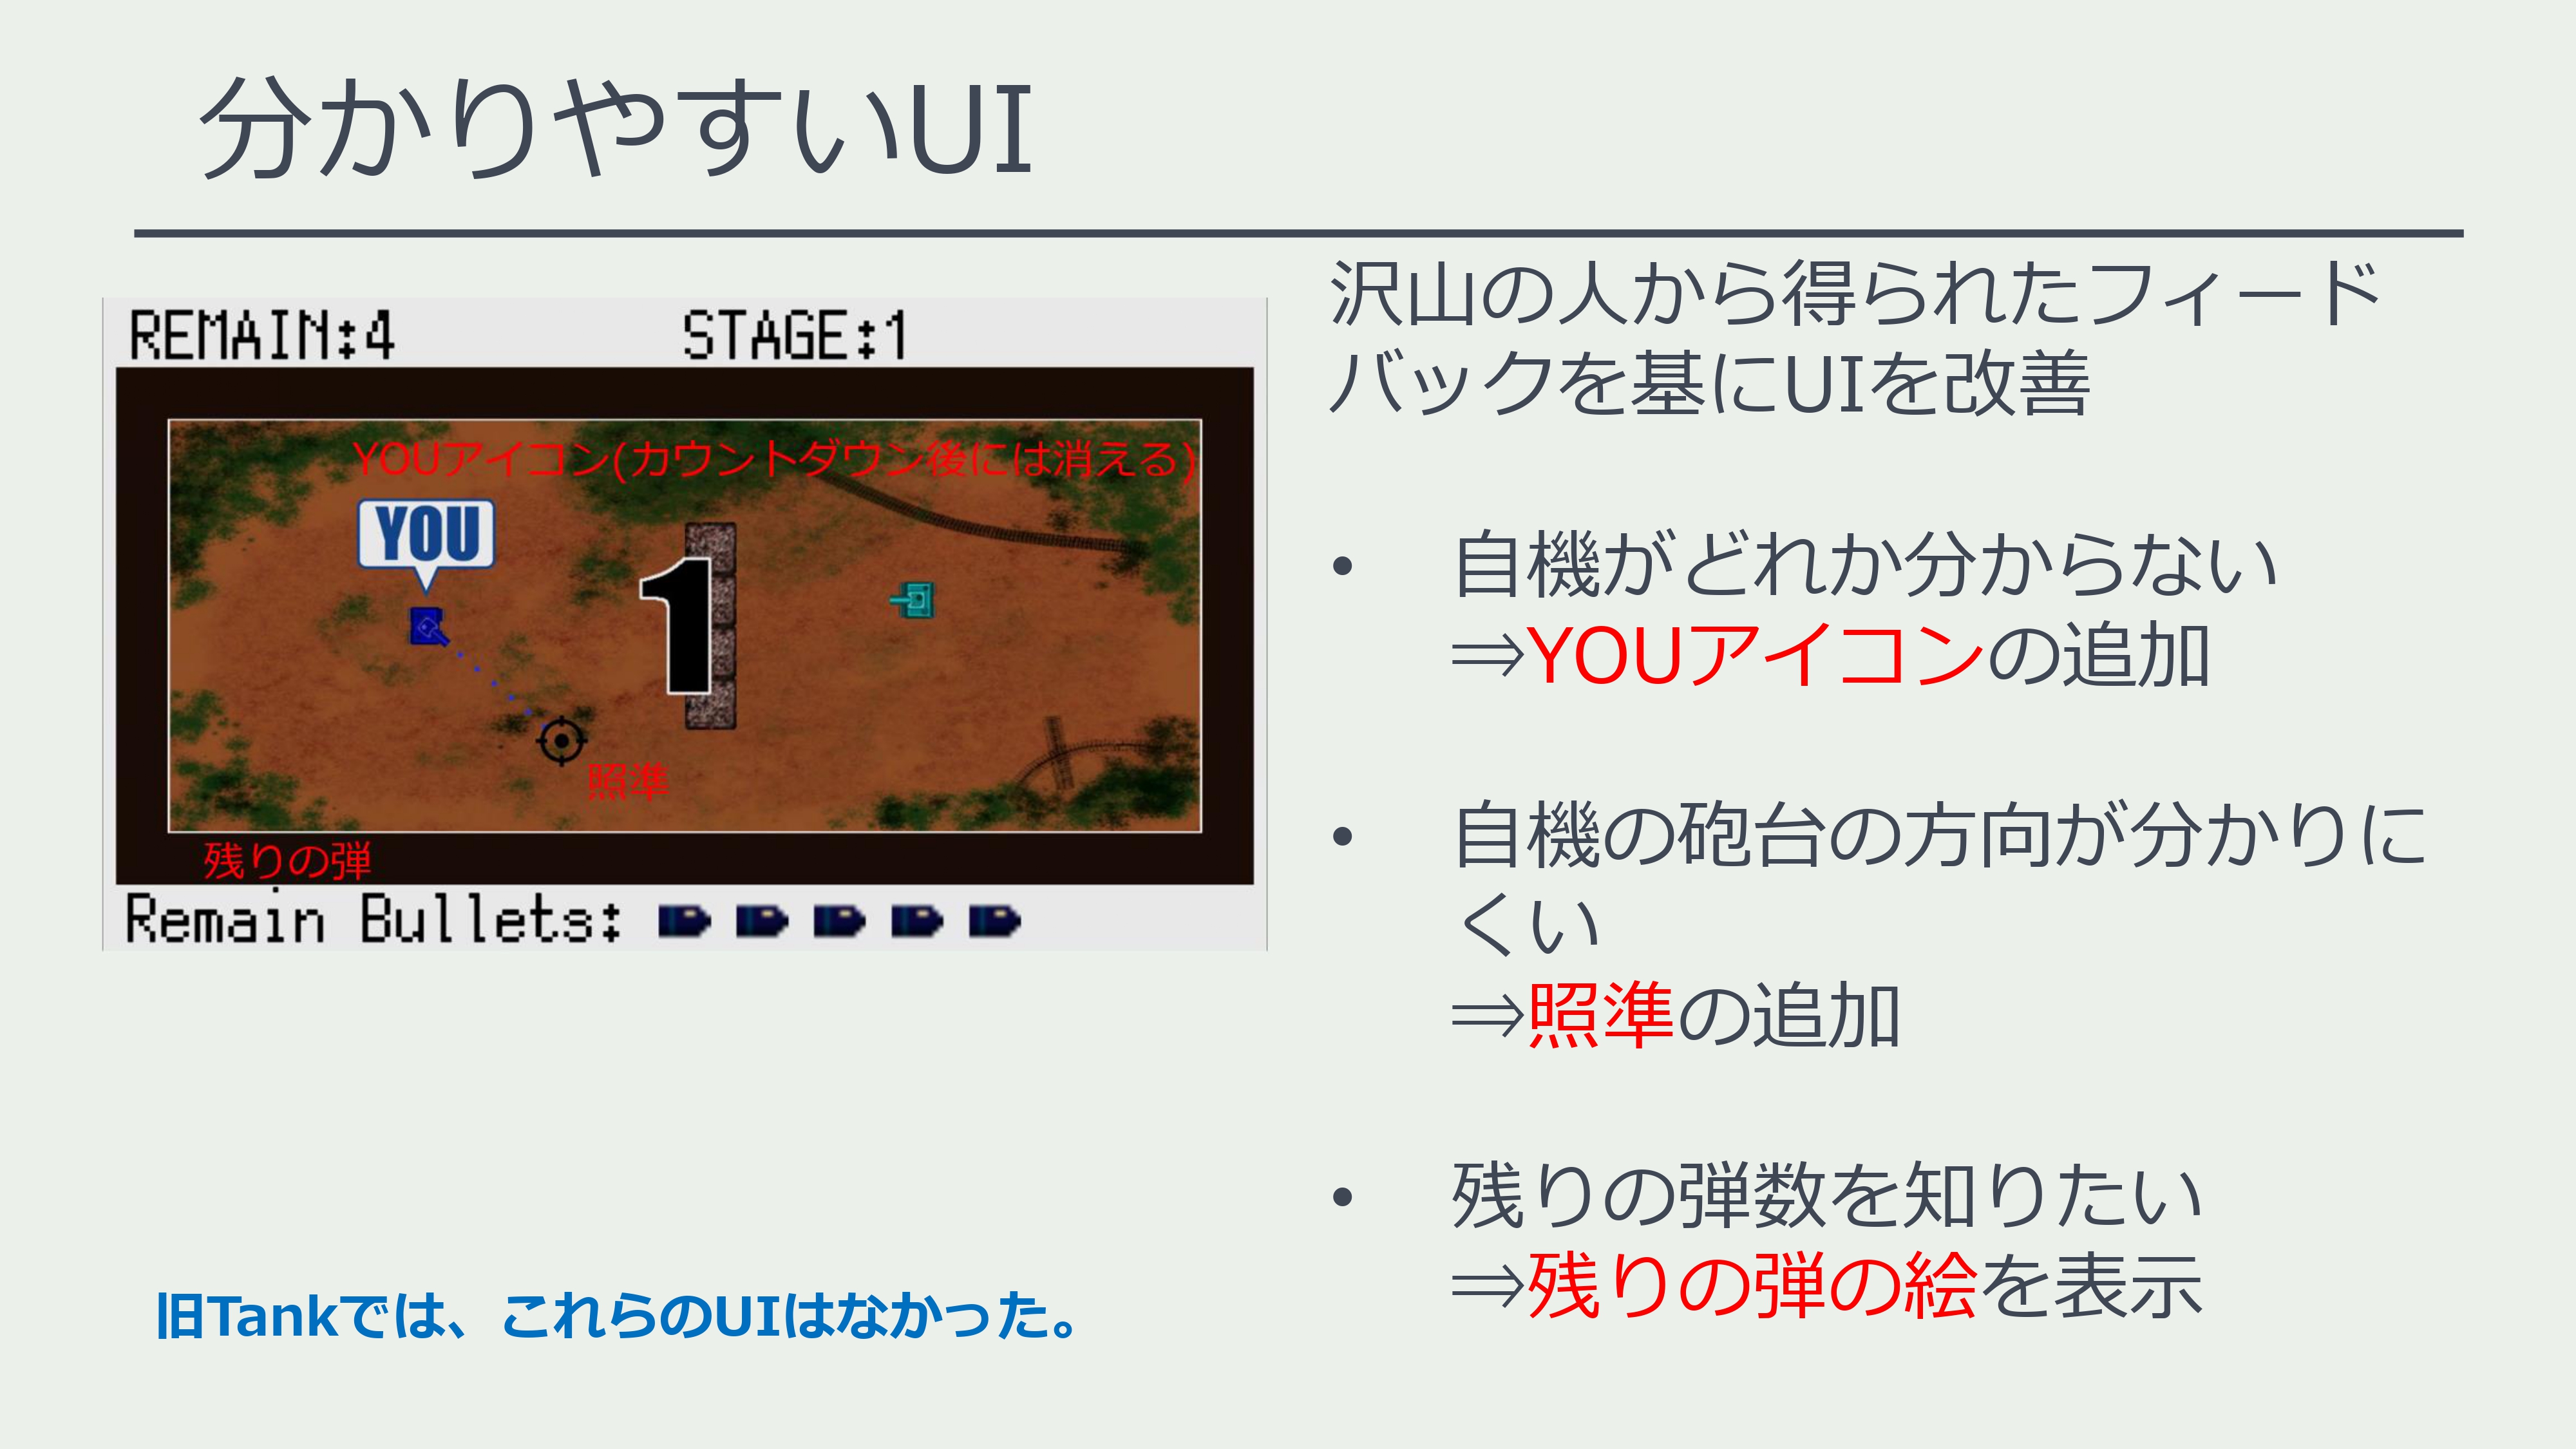 分かりやすいUI
REMAIN:4 STAGE:1
YOUアイコン(カウントダウン後には消える)
YOU
1
照準
残りの弾
Remain Bullets:
旧Tankでは、これらのUIはなかった。
沢山の人から得られたフィード
バックを基にUIを改善
• 自機がどれか分からない
⇒YOUアイコンの追加
• 自機の砲台の方向が分かりに
くい
⇒照準の追加
• 残りの弾数を知りたい
⇒残りの弾の絵を表示